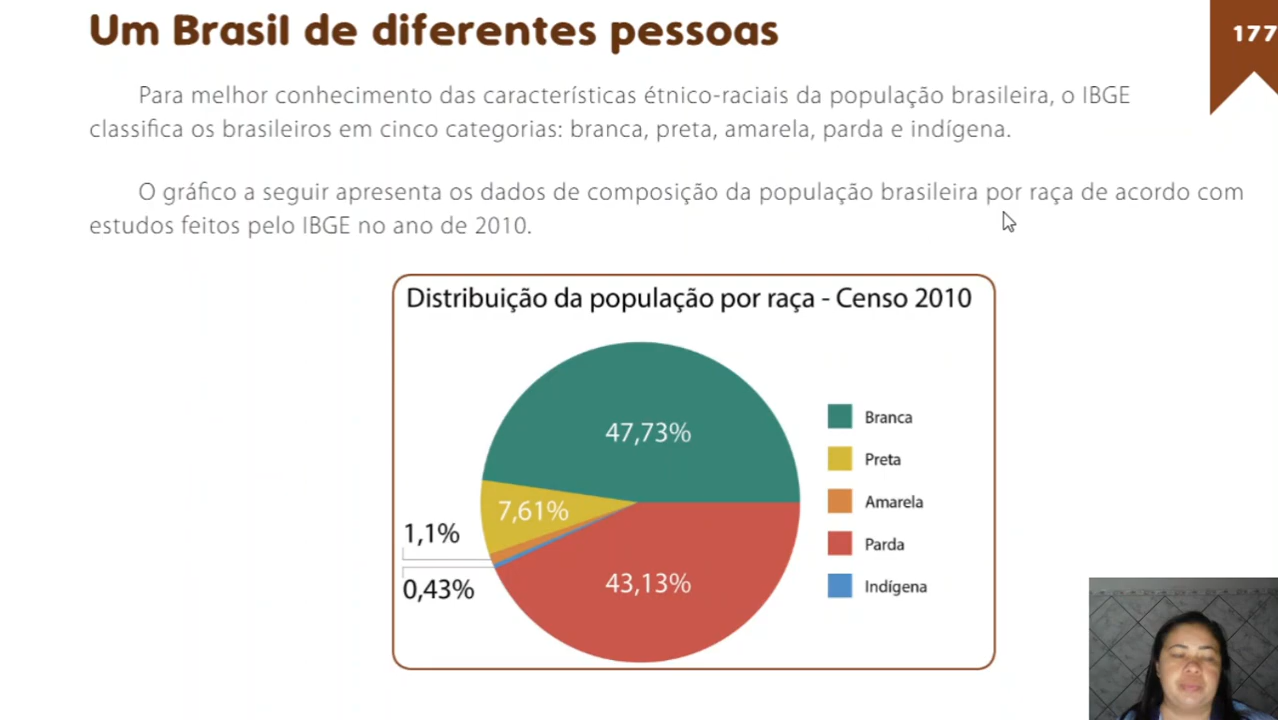 Um Brasil de diferentes pessoas
177
Para melhor conhecimento das características étnico-raciais da população brasileira, o IBGE
classifica os brasileiros em cinco categorias: branca, preta, amarela, parda e indígena.
O gráfico a seguir apresenta os dados de composição da população brasileira por raça de acordo com
estudos feitos pelo IBGE no ano de 2010.
Distribuição da população por raça - Censo 2010
47,73%
7,61%
1,1%
0,43%
43,13%
Branca
Preta
Amarela
Parda
Indígena